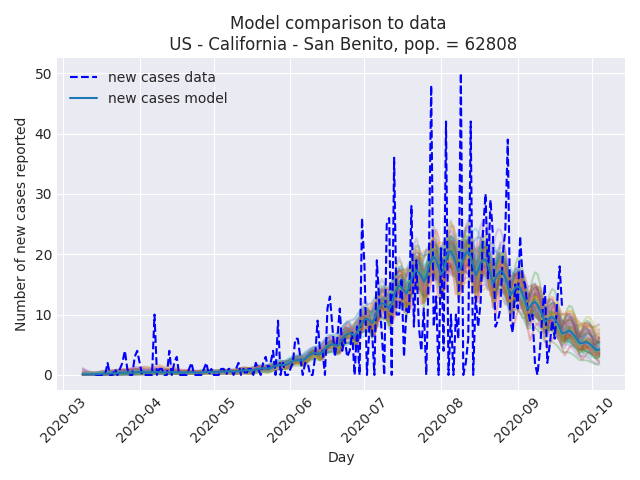 Model comparison to data
US - California - San Benito, pop. = 62808
new cases data
new cases model
Number of new cases reported
50
40
30
20
10
0
2020-03
2020-04
2020-05
2020-06
2020-07
2020-08
2020-09
2020-10
Day